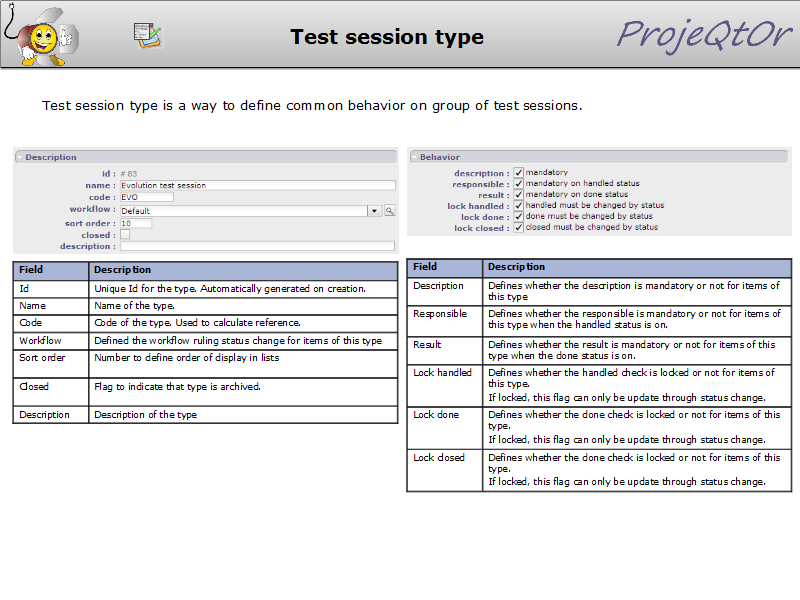 Test session type
ProjeQtOr
Test session type is a way to define common behavior on group of test sessions.
Description
id : # 83
name : Evolution test session
code : EVO
workflow : Default
sort order : 10
closed :
description :
Field Description
Id Unique Id for the type. Automatically generated on creation.
Name Name of the type.
Code Code of the type. Used to calculate reference.
Workflow Defined the workflow ruling status change for items of this type
Sort order Number to define order of display in lists
Closed Flag to indicate that type is archived.
Description Description of the type
Behavior
description : mandatory
responsible : mandatory on handled status
result : mandatory on done status
lock handled : handled must be changed by status
lock done : done must be changed by status
lock closed : closed must be changed by status
Field Description
Description Defines whether the description is mandatory or not for items of
this type
Responsible Defines whether the responsible is mandatory or not for items of
this type when the handled status is on.
Result Defines whether the result is mandatory or not for items of this
type when the done status is on.
Lock handled Defines whether the handled check is locked or not for items of
this type.
If locked, this flag can only be update through status change.
Lock done Defines whether the done check is locked or not for items of this
type.
If locked, this flag can only be update through status change.
Lock closed Defines whether the done check is locked or not for items of this
type.
If locked, this flag can only be update through status change.